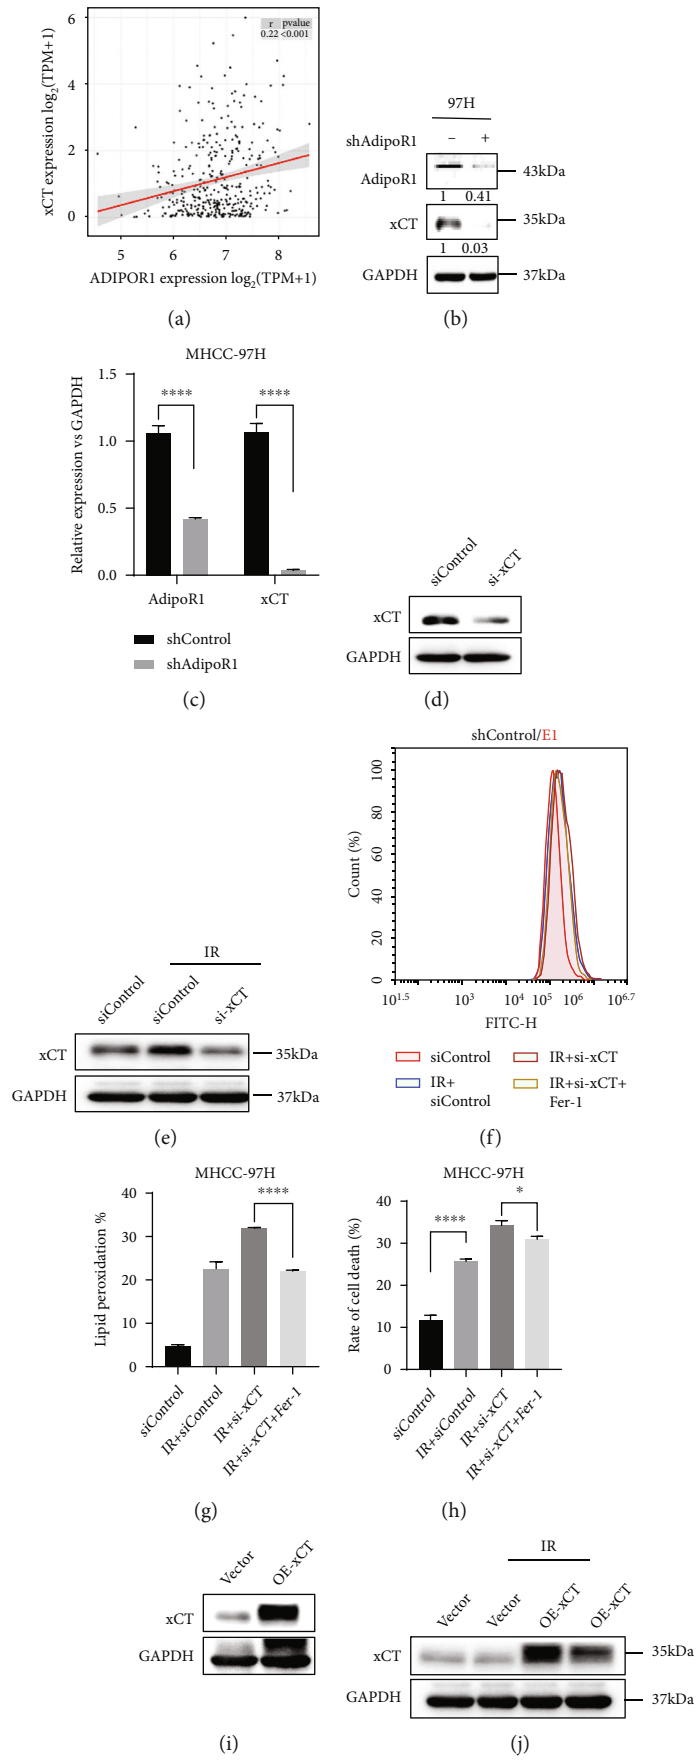 r pvalue
0.22 <0.001
xCT expression log2(TPM+1)
6
4
2
0
5 6 7 8
ADIPOR1 expression log2(TPM+1)
(a)
97H
shAdipoR1 – +
AdipoR1 43kDa
1 0.41
xCT 35kDa
1 0.03
GAPDH 37kDa
(b)
MHCC-97H
Relative expression vs GAPDH
1.5
1.0
0.5
0.0
**** ****
AdipoR1 xCT
shControl
shAdipoR1
(c)
siControl si-xCT
xCT
GAPDH
(d)
IR
siControl siControl si-xCT
xCT 35kDa
GAPDH 37kDa
(e)
shControl/E1
Count (%)
100
80
60
40
20
0
10^1.5 10^3 10^4 10^5 10^6 10^6.7
FITC-H
siControl IR+si-xCT
IR+ IR+si-xCT+
siControl Fer-1
(f)
MHCC-97H
Lipid peroxidation %
40
30
20
10
0
****
siControl IR+siControl IR+si-xCT IR+si-xCT+Fer-1
(g)
MHCC-97H
Rate of cell death (%)
40
30
20
10
0
**** *
siControl IR+siControl IR+si-xCT IR+si-xCT+Fer-1
(h)
Vector OE-xCT
xCT
GAPDH
(i)
IR
Vector Vector OE-xCT OE-xCT
xCT 35kDa
GAPDH 37kDa
(j)